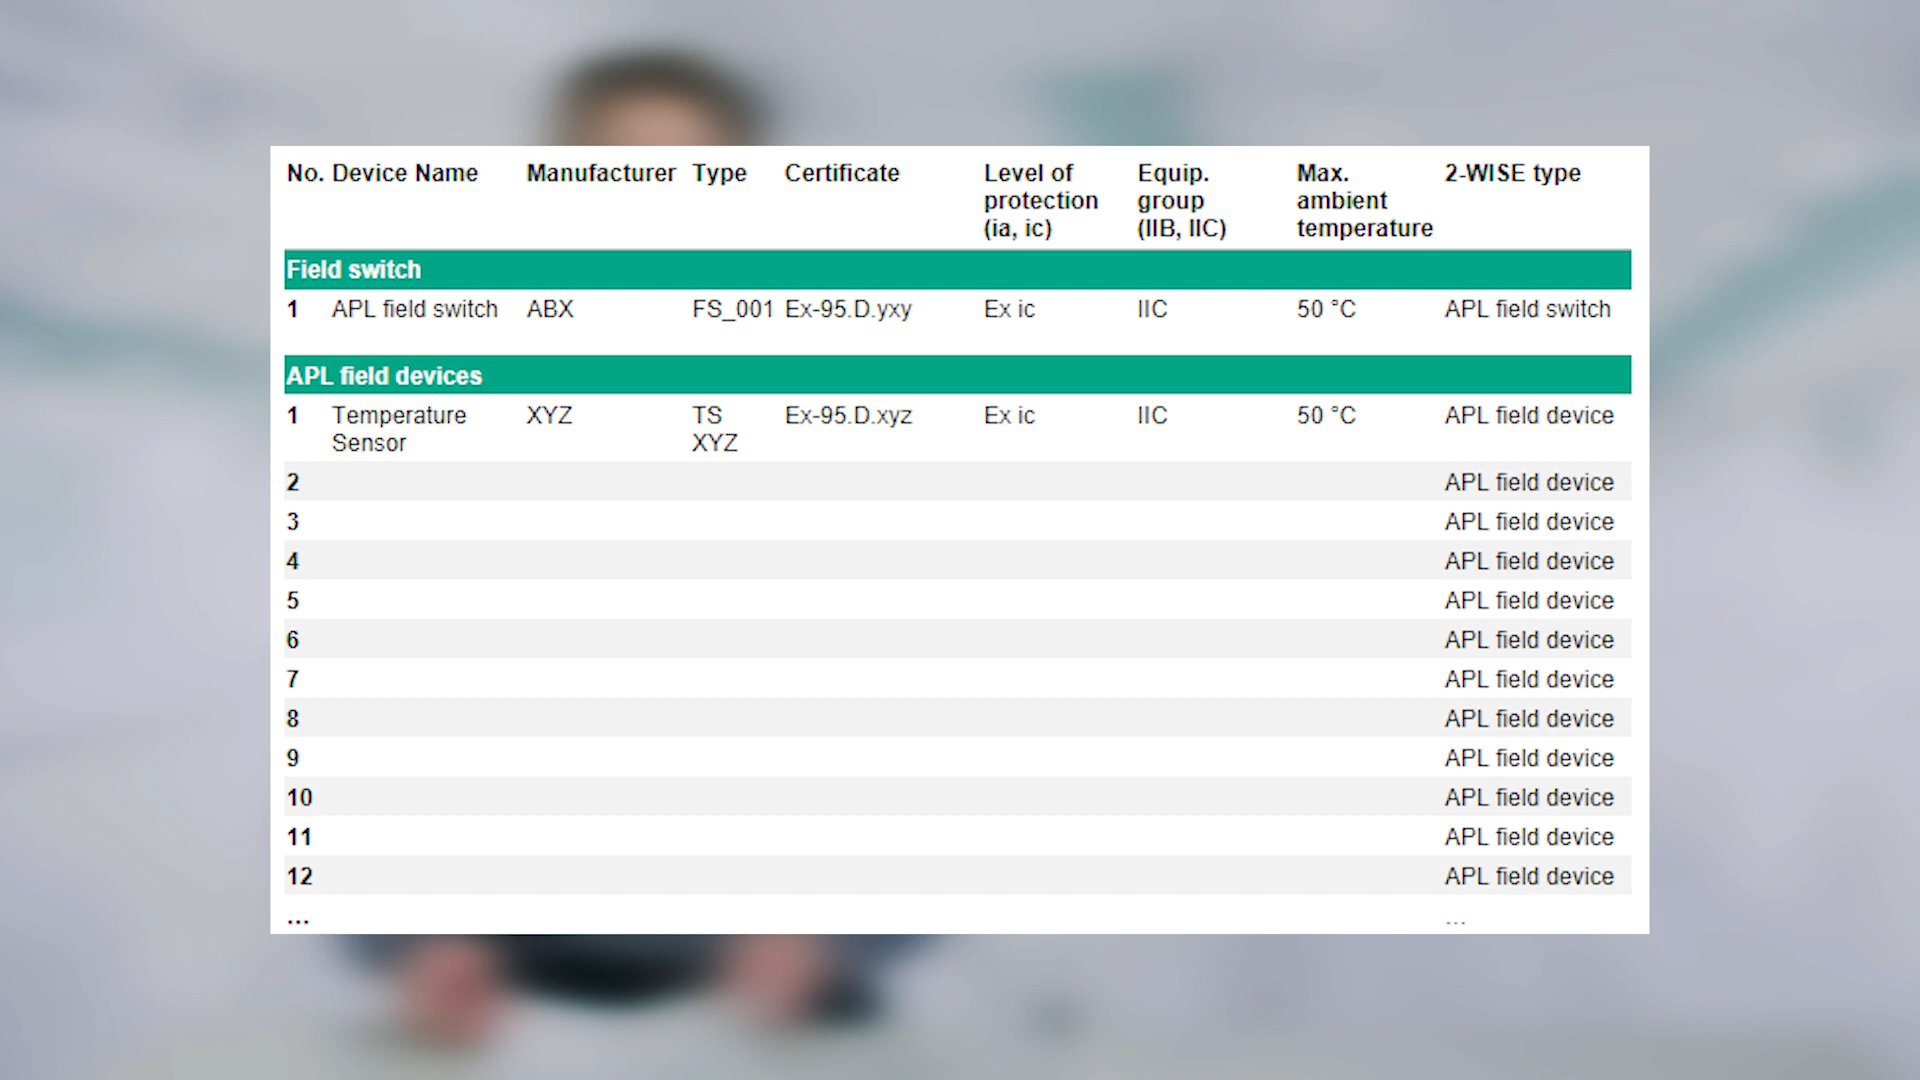 No. Device Name Manufacturer Type Certificate Level of protection (ia, ic) Equip. group (IIB, IIC) Max. ambient temperature 2-WISE type
Field switch
1 APL field switch ABX FS_001 Ex-95.D.yxy Ex ic IIC 50 °C APL field switch
APL field devices
1 Temperature Sensor XYZ TS XYZ Ex-95.D.xyz Ex ic IIC 50 °C APL field device
2 APL field device
3 APL field device
4 APL field device
5 APL field device
6 APL field device
7 APL field device
8 APL field device
9 APL field device
10 APL field device
11 APL field device
12 APL field device
... ...